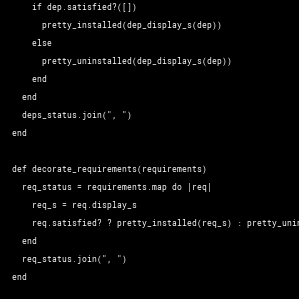 if dep.satisfied?([])
pretty_installed(dep_display_s(dep))
else
pretty_uninstalled(dep_display_s(dep))
end
end
deps_status.join(", ")
end
def decorate_requirements(requirements)
req_status = requirements.map do |req|
req_s = req.display_s
req.satisfied? ? pretty_installed(req_s) : pretty_unin
end
req_status.join(", ")
end